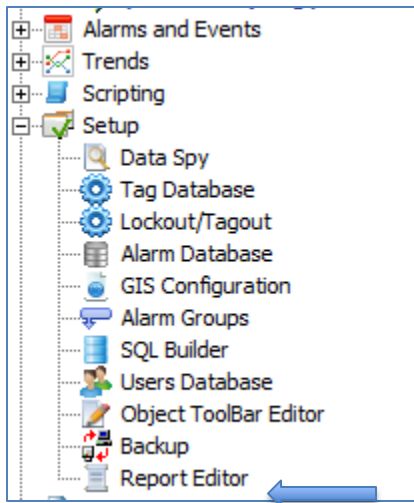 Alarms and Events
Trends
Scripting
Setup
Data Spy
Tag Database
Lockout/Tagout
Alarm Database
GIS Configuration
Alarm Groups
SQL Builder
Users Database
Object ToolBar Editor
Backup
Report Editor